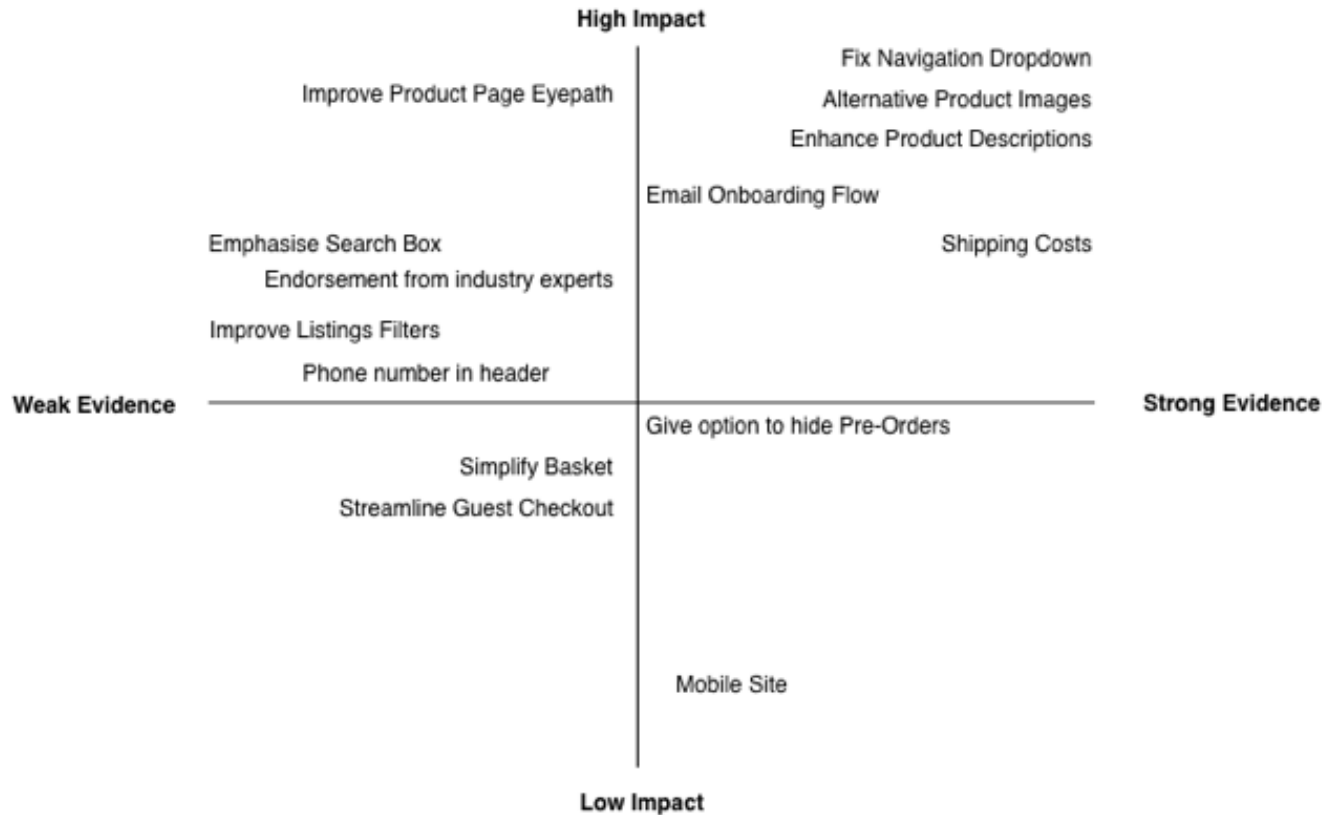 High Impact
Fix Navigation Dropdown
Improve Product Page Eyepath
Alternative Product Images
Enhance Product Descriptions
Email Onboarding Flow
Emphasise Search Box
Shipping Costs
Endorsement from industry experts
Improve Listings Filters
Phone number in header
Weak Evidence
Strong Evidence
Give option to hide Pre-Orders
Simplify Basket
Streamline Guest Checkout
Mobile Site
Low Impact